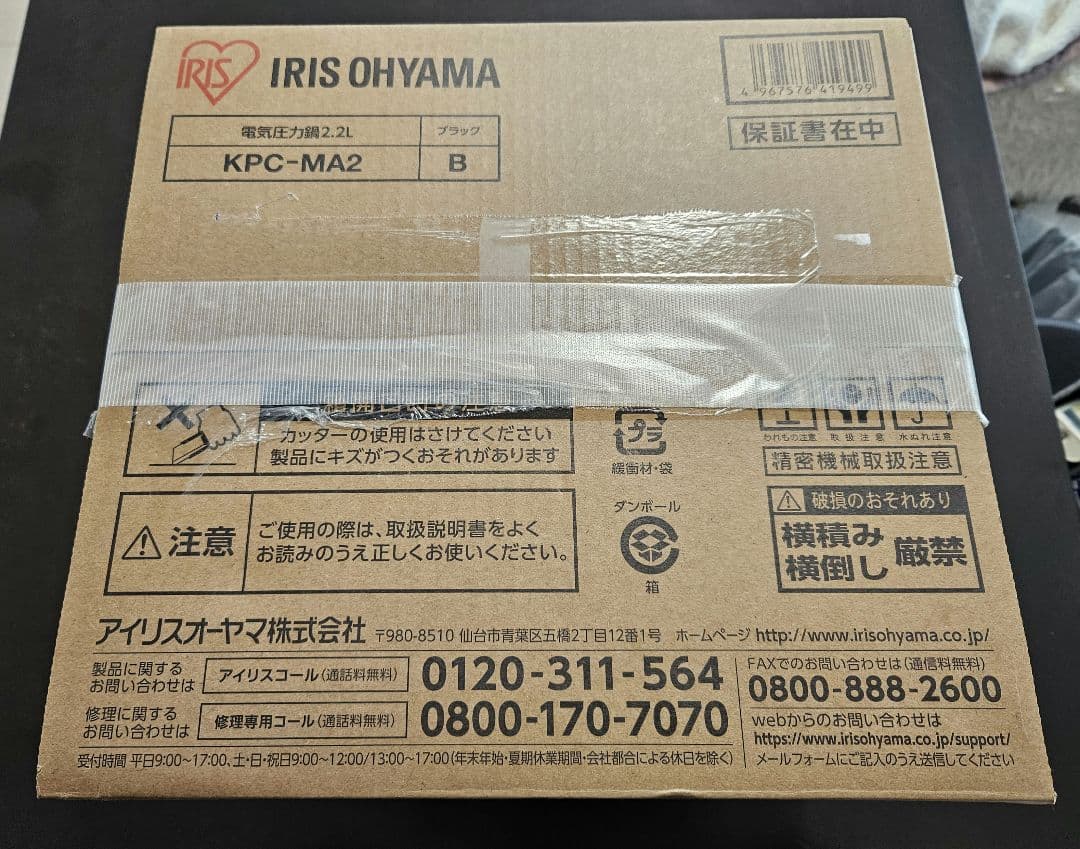 IRIS
IRIS OHYAMA
4 967576 419499
電気圧力鍋2.2L
ブラック
KPC-MA2
B
保証書在中
カッターの使用はさけてください
製品にキズがつくおそれがあります
プラ
緩衝材・袋
われもの注意
取扱注意
水ぬれ注意
精密機械取扱注意
注意
ご使用の際は、取扱説明書をよく
お読みのうえ正しくお使いください。
ダンボール
箱
破損のおそれあり
横積み
横倒し
厳禁
アイリスオーヤマ株式会社 〒980-8510 仙台市青葉区五橋2丁目12番1号 ホームページ http://www.irisohyama.co.jp/
製品に関する
お問い合わせは
アイリスコール(通話料無料)
0120-311-564
修理に関する
お問い合わせは
修理専用コール(通話料無料)
0800-170-7070
受付時間 平日9:00~17:00、土・日・祝日9:00~12:00/13:00~17:00(年末年始・夏期休業期間・会社都合による休日を除く)
FAXでのお問い合わせは(通信料無料)
0800-888-2600
webからのお問い合わせは
https://www.irisohyama.co.jp/support/
メールフォームにご記入のうえ送信してください